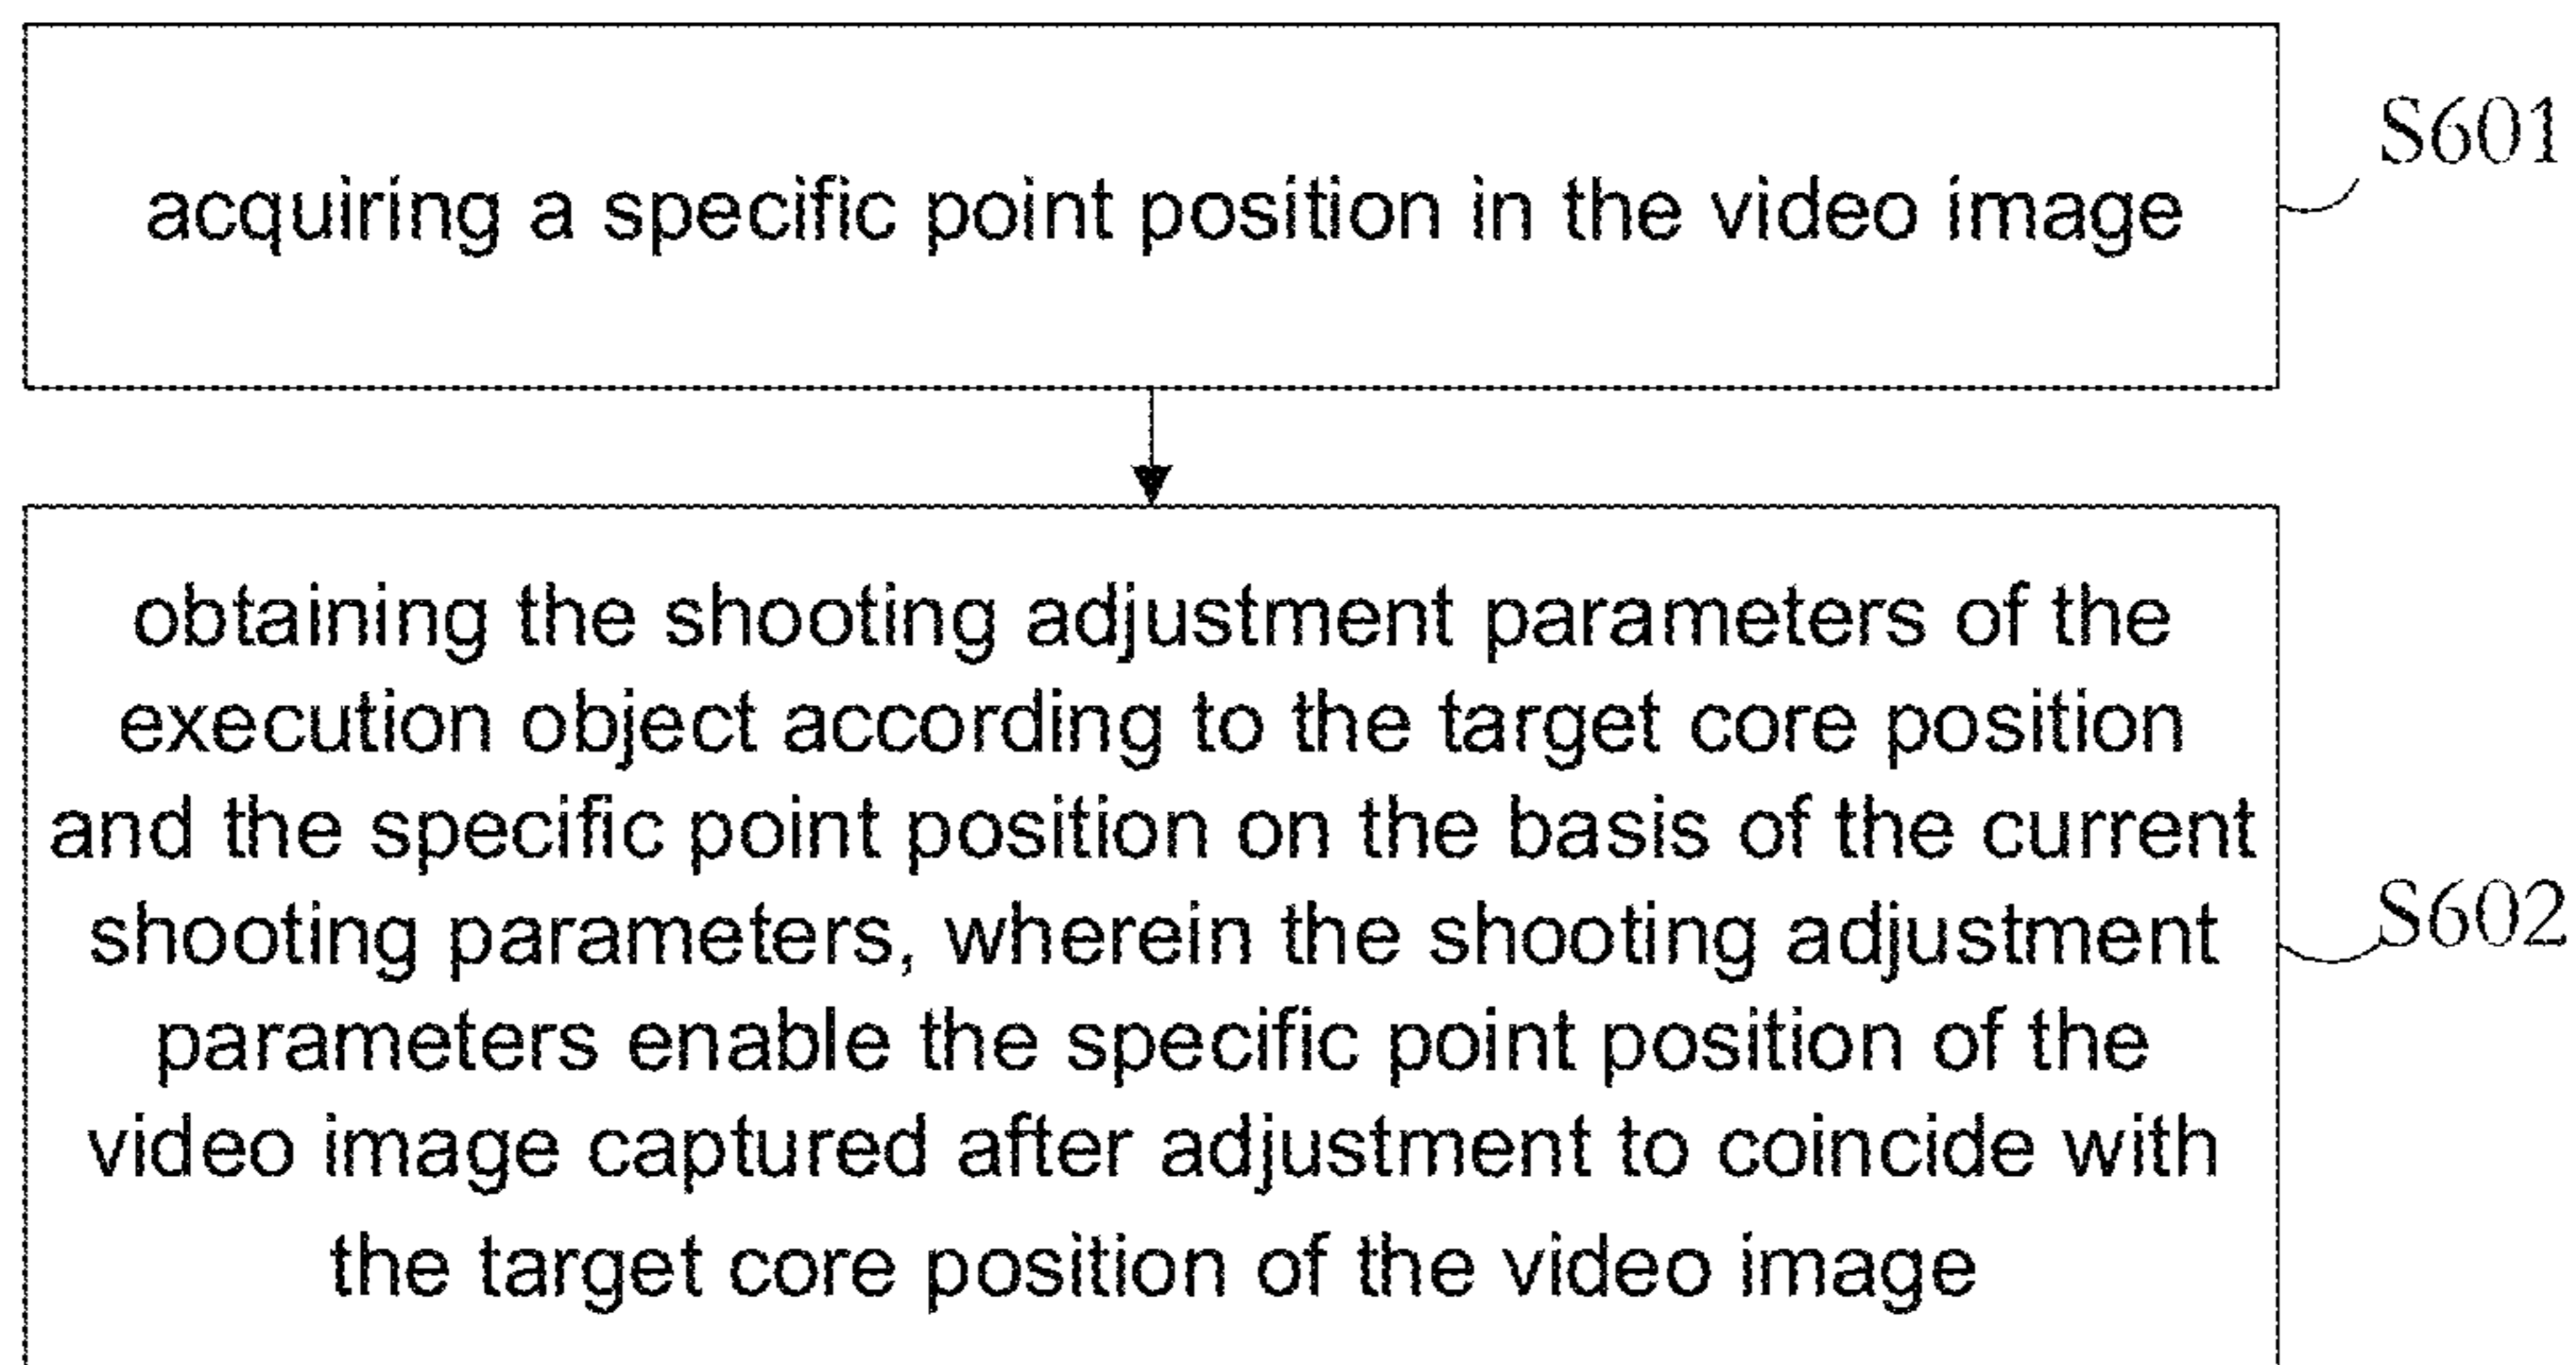 acquiring a specific point position in the video image
S601
obtaining the shooting adjustment parameters of the
execution object according to the target core position
and the specific point position on the basis of the current
shooting parameters, wherein the shooting adjustment
parameters enable the specific point position of the
video image captured after adjustment to coincide with
the target core position of the video image
S602